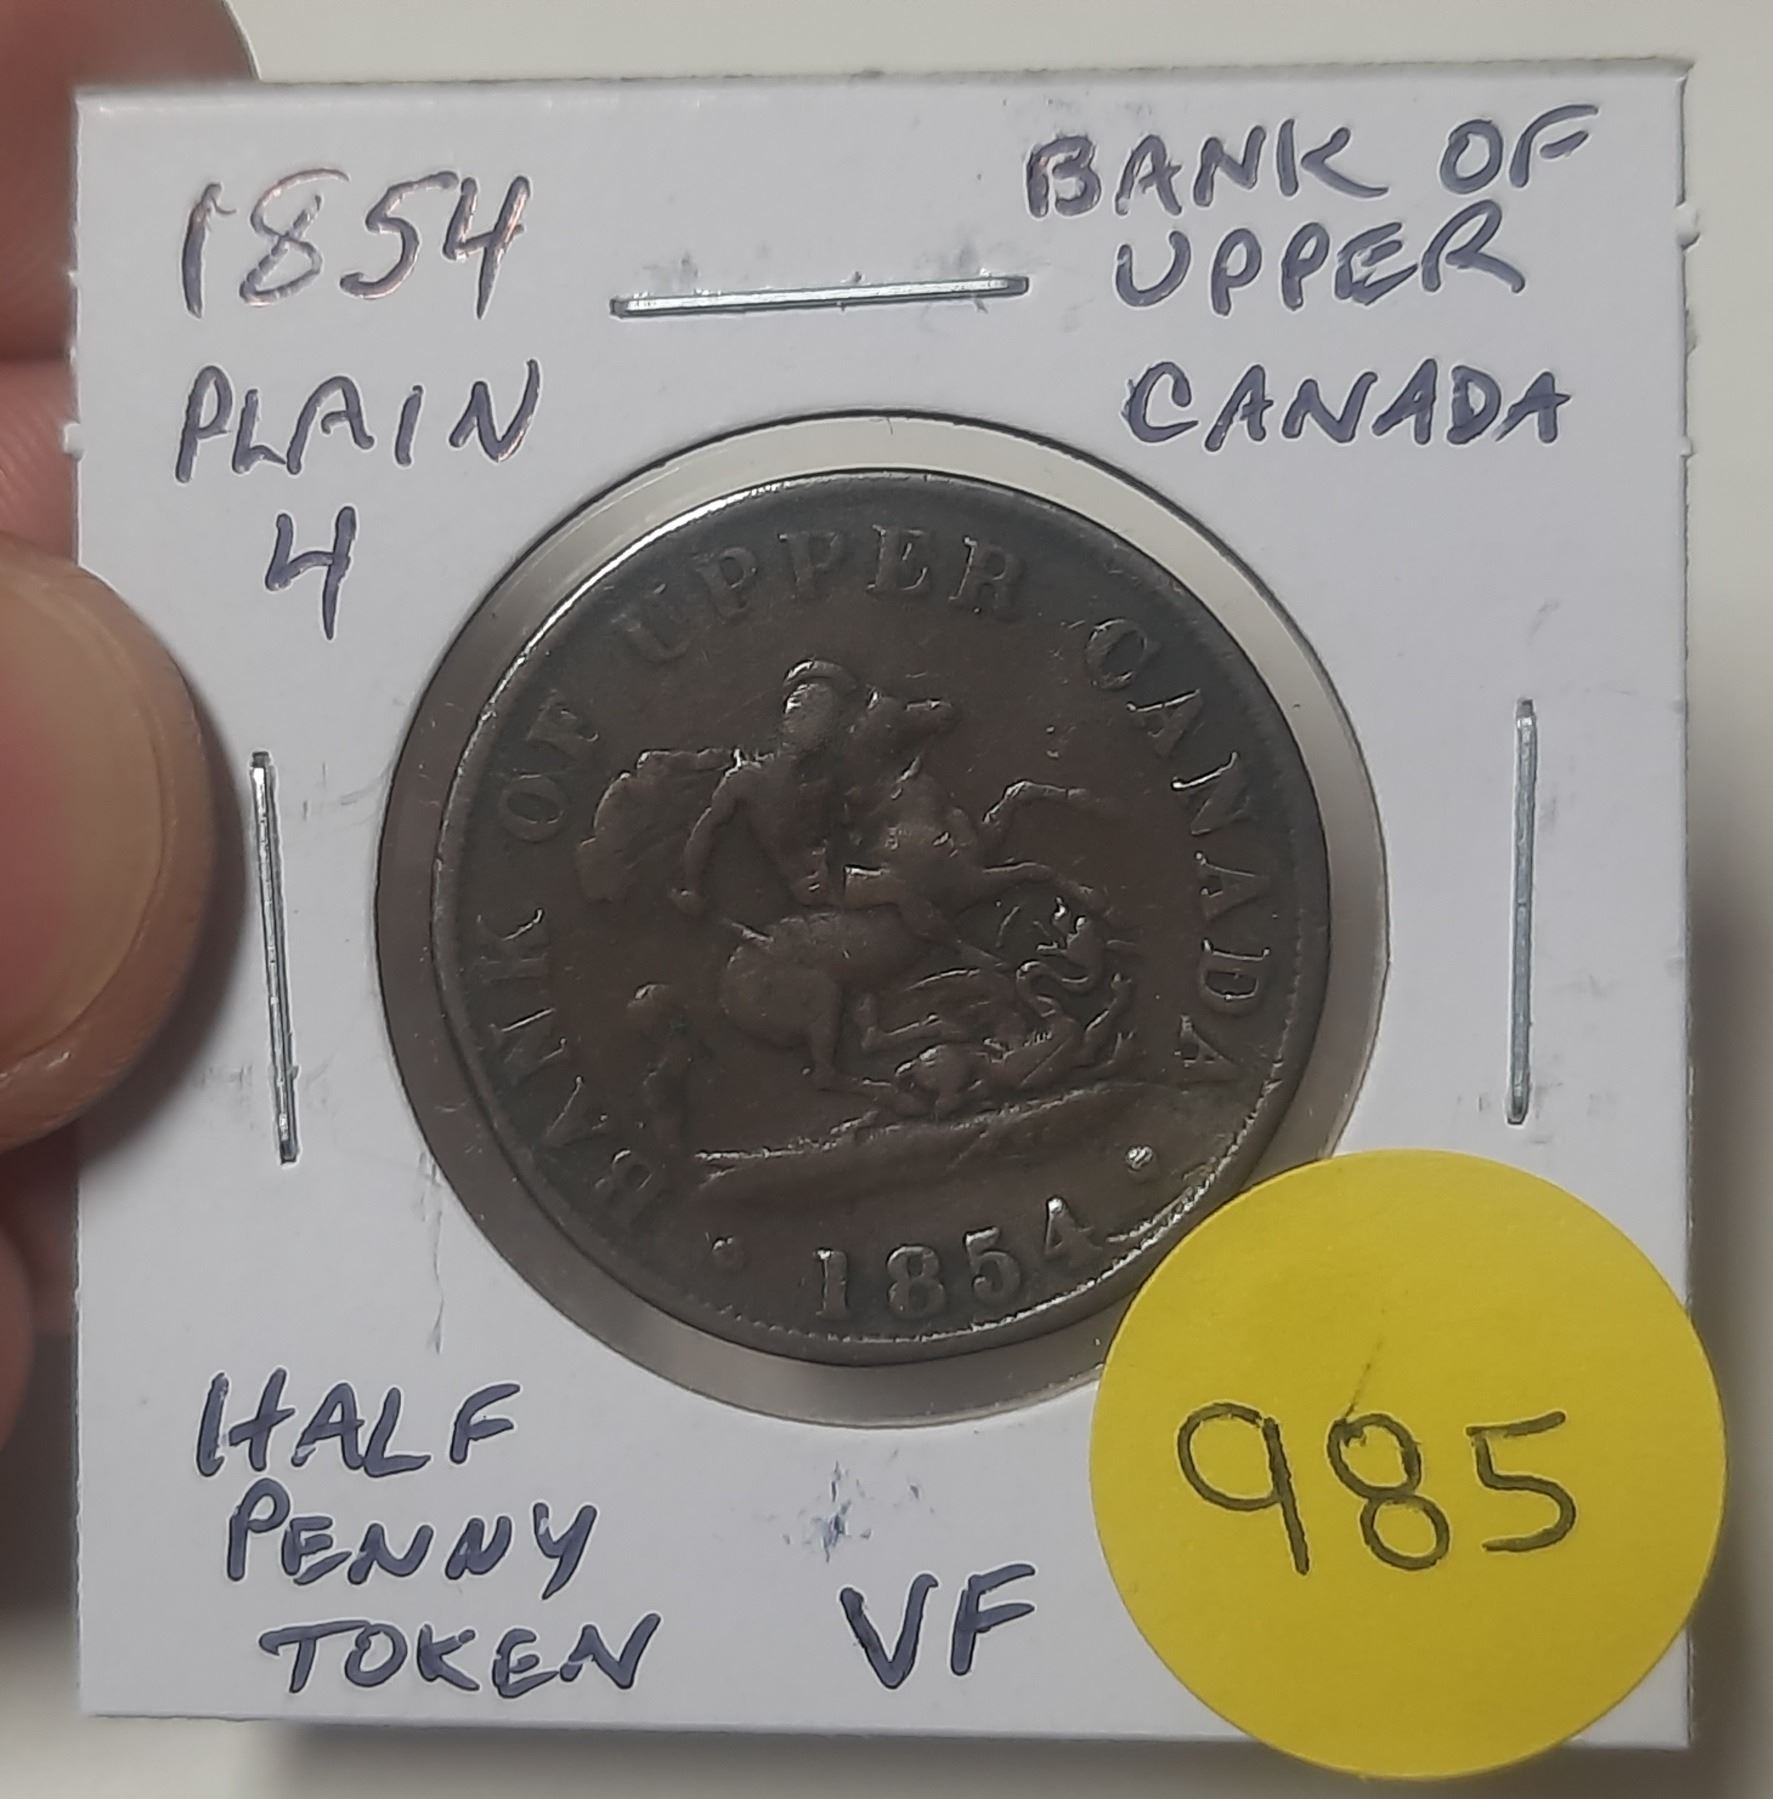 1854
PLAIN
4
BANK OF
UPPER
CANADA
BANK OF UPPER CANADA
1854
HALF
PENNY
TOKEN
VF
985